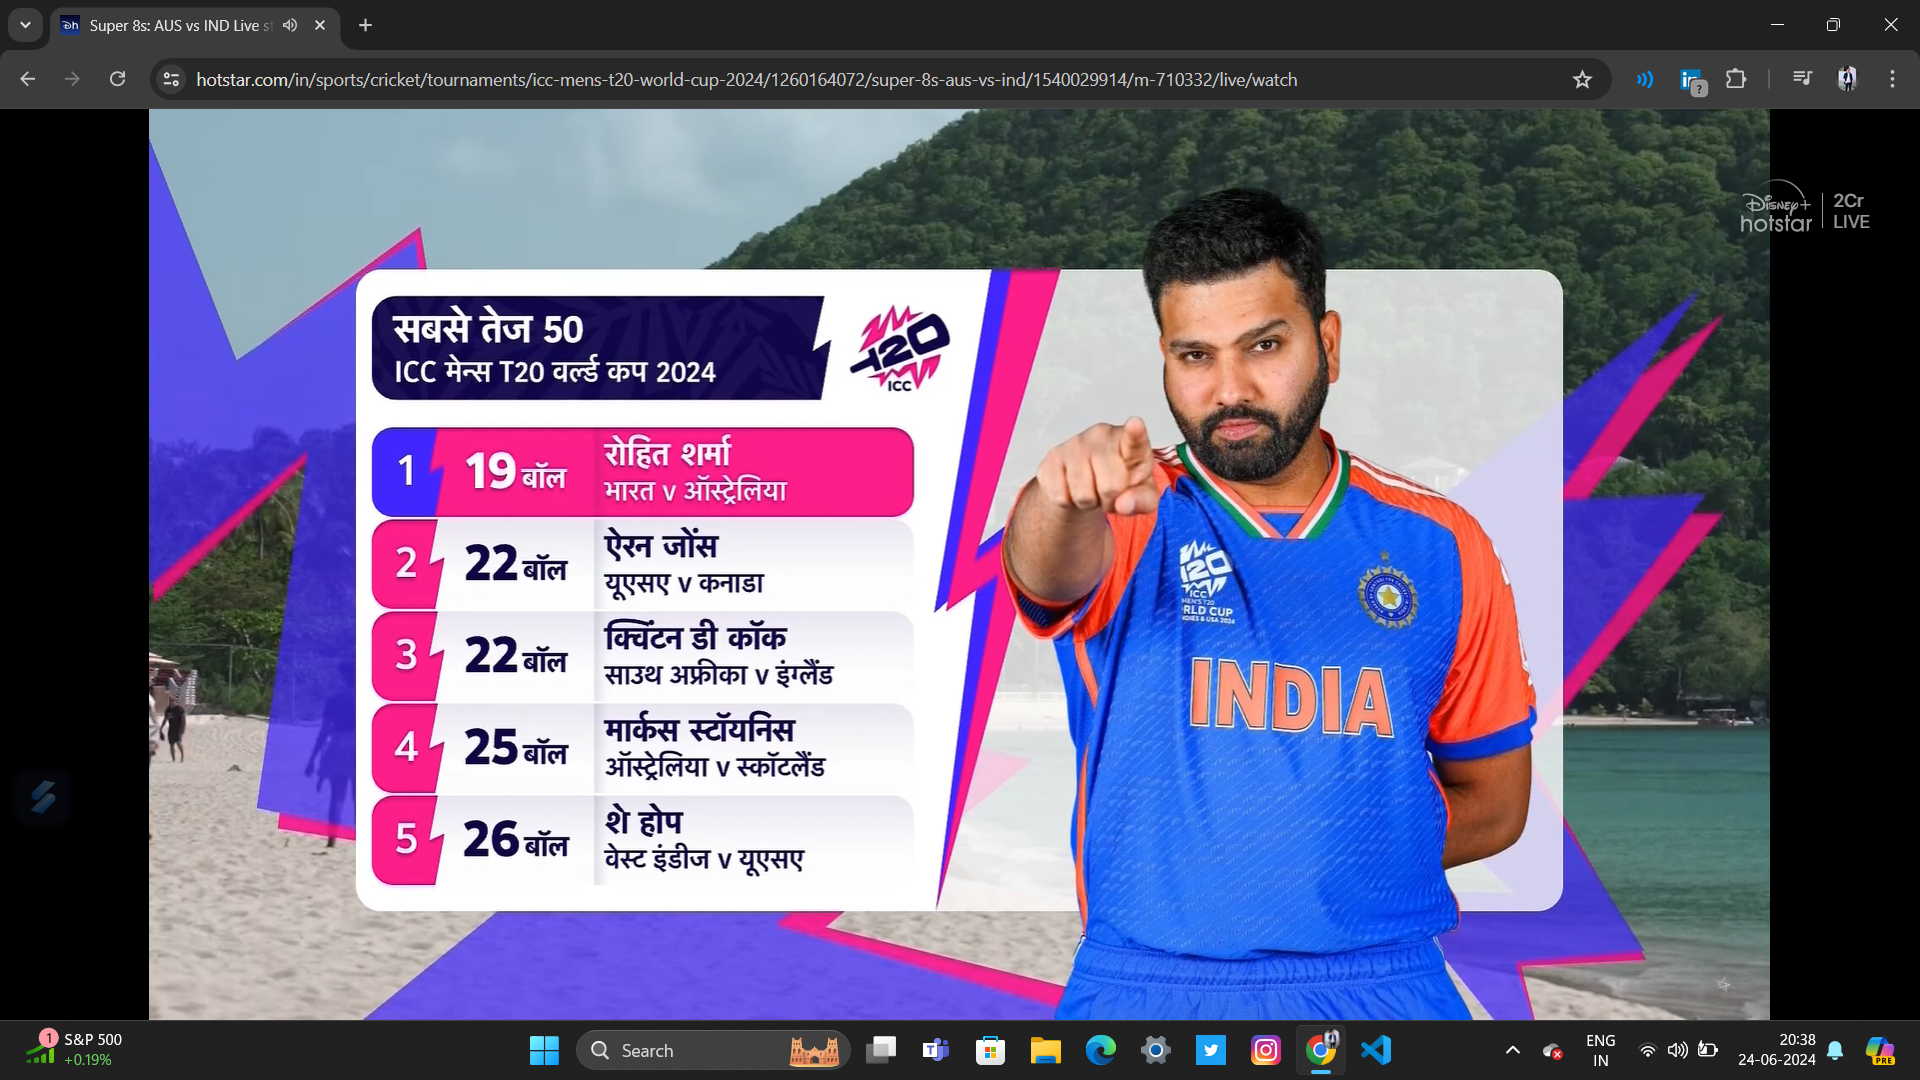 Super 8s: AUS vs IND Live st
hotstar.com/in/sports/cricket/tournaments/icc-mens-t20-world-cup-2024/1260164072/super-8s-aus-vs-ind/1540029914/m-710332/live/watch
Disney+
hotstar
2Cr
LIVE
सबसे तेज 50
ICC मेन्स T20 वर्ल्ड कप 2024
T20
ICC
1 19 बॉल रोहित शर्मा
भारत v ऑस्ट्रेलिया
2 22 बॉल ऐरन जोंस
यूएसए v कनाडा
3 22 बॉल क्विंटन डी कॉक
साउथ अफ्रीका v इंग्लैंड
4 25 बॉल मार्कस स्टॉयनिस
ऑस्ट्रेलिया v स्कॉटलैंड
5 26 बॉल शे होप
वेस्ट इंडीज v यूएसए
T20
ICC
MEN'S T20
RLD CUP
INDIES & USA 2024
INDIA
1
S&P 500
+0.19%
Search
ENG
IN
20:38
24-06-2024
PRE